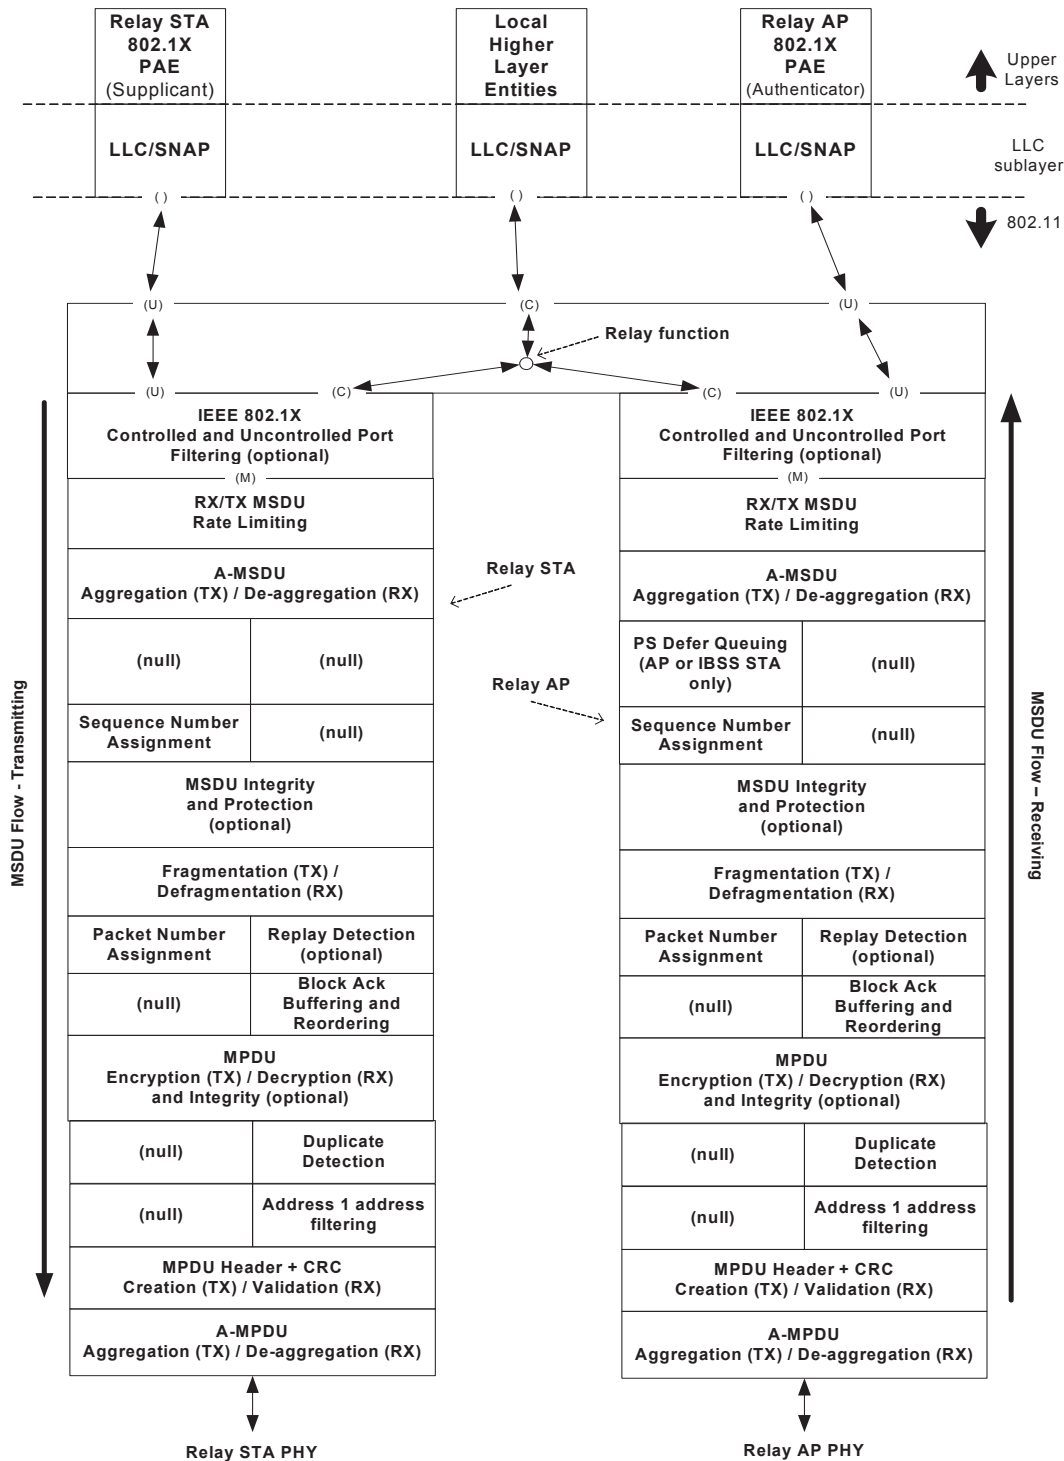 Relay STA
802.1X
PAE
(Supplicant)
Local
Higher
Layer
Entities
Relay AP
802.1X
PAE
(Authenticator)
Upper
Layers
LLC/SNAP
LLC/SNAP
LLC/SNAP
LLC
sublayer
( )
( )
( )
802.11
(U)
(C)
(U)
Relay function
(U)
(C)
(C)
(U)
IEEE 802.1X
Controlled and Uncontrolled Port
Filtering (optional)
(M)
RX/TX MSDU
Rate Limiting
A-MSDU
Aggregation (TX) / De-aggregation (RX)
(null)
(null)
Sequence Number
Assignment
(null)
MSDU Integrity
and Protection
(optional)
Fragmentation (TX) /
Defragmentation (RX)
Packet Number
Assignment
Replay Detection
(optional)
(null)
Block Ack
Buffering and
Reordering
MPDU
Encryption (TX) / Decryption (RX)
and Integrity (optional)
(null)
Duplicate
Detection
(null)
Address 1 address
filtering
MPDU Header + CRC
Creation (TX) / Validation (RX)
A-MPDU
Aggregation (TX) / De-aggregation (RX)
Relay STA PHY
MSDU Flow - Transmitting
Relay STA
Relay AP
IEEE 802.1X
Controlled and Uncontrolled Port
Filtering (optional)
(M)
RX/TX MSDU
Rate Limiting
A-MSDU
Aggregation (TX) / De-aggregation (RX)
PS Defer Queuing
(AP or IBSS STA
only)
(null)
Sequence Number
Assignment
(null)
MSDU Integrity
and Protection
(optional)
Fragmentation (TX) /
Defragmentation (RX)
Packet Number
Assignment
Replay Detection
(optional)
(null)
Block Ack
Buffering and
Reordering
MPDU
Encryption (TX) / Decryption (RX)
and Integrity (optional)
(null)
Duplicate
Detection
(null)
Address 1 address
filtering
MPDU Header + CRC
Creation (TX) / Validation (RX)
A-MPDU
Aggregation (TX) / De-aggregation (RX)
Relay AP PHY
MSDU Flow – Receiving